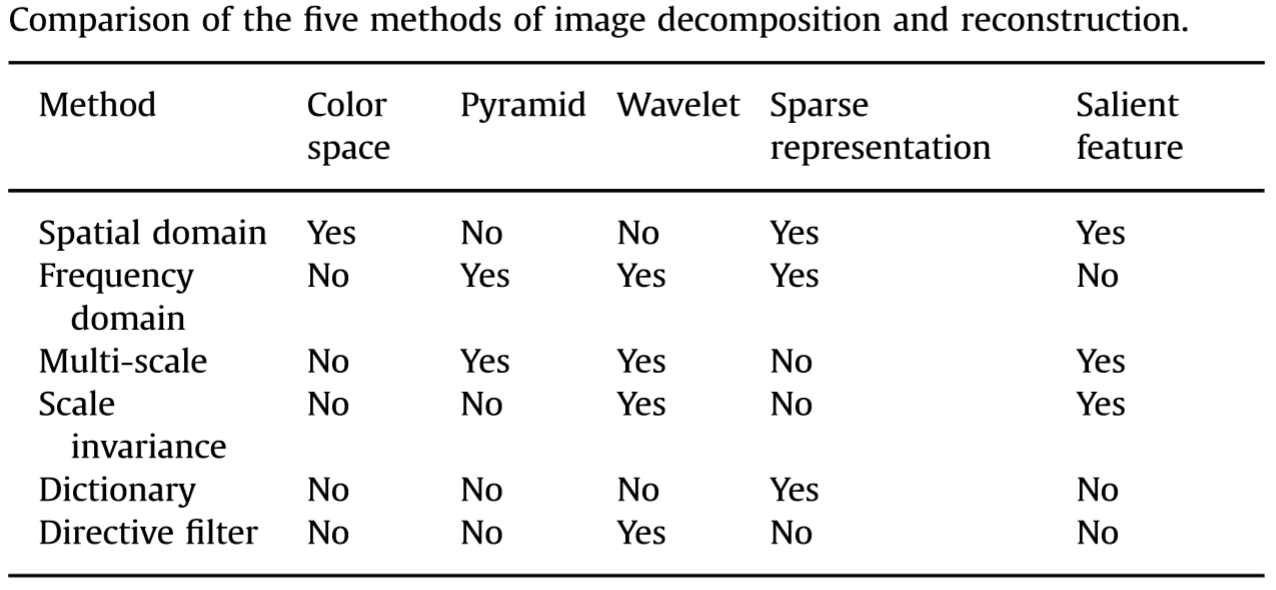 Comparison of the five methods of image decomposition and reconstruction.
Method Color Pyramid Wavelet Sparse Salient
space representation feature
Spatial domain Yes No No Yes Yes
Frequency No Yes Yes Yes No
domain
Multi-scale No Yes Yes No Yes
Scale No No Yes No Yes
invariance
Dictionary No No No Yes No
Directive filter No No Yes No No